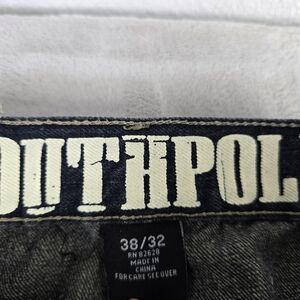 OUTHPOL
38/32
RN 82628
MADE IN
CHINA
FOR CARE SEE OVER